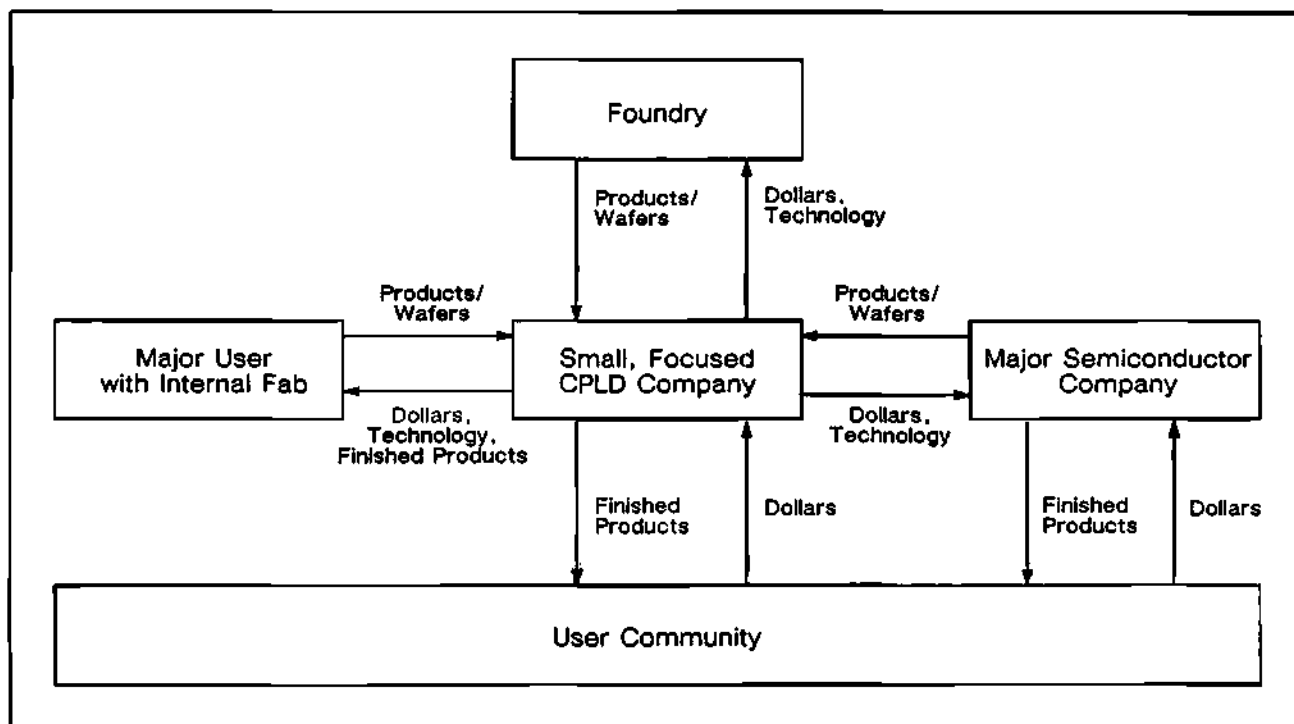 Foundry
Products/
Wafers
Dollars,
Technology
Products/
Wafers
Products/
Wafers
Major User
with Internal Fab
Small, Focused
CPLD Company
Major Semiconductor
Company
Dollars,
Technology,
Finished Products
Dollars,
Technology
Finished
Products
Dollars
Finished
Products
Dollars
User Community